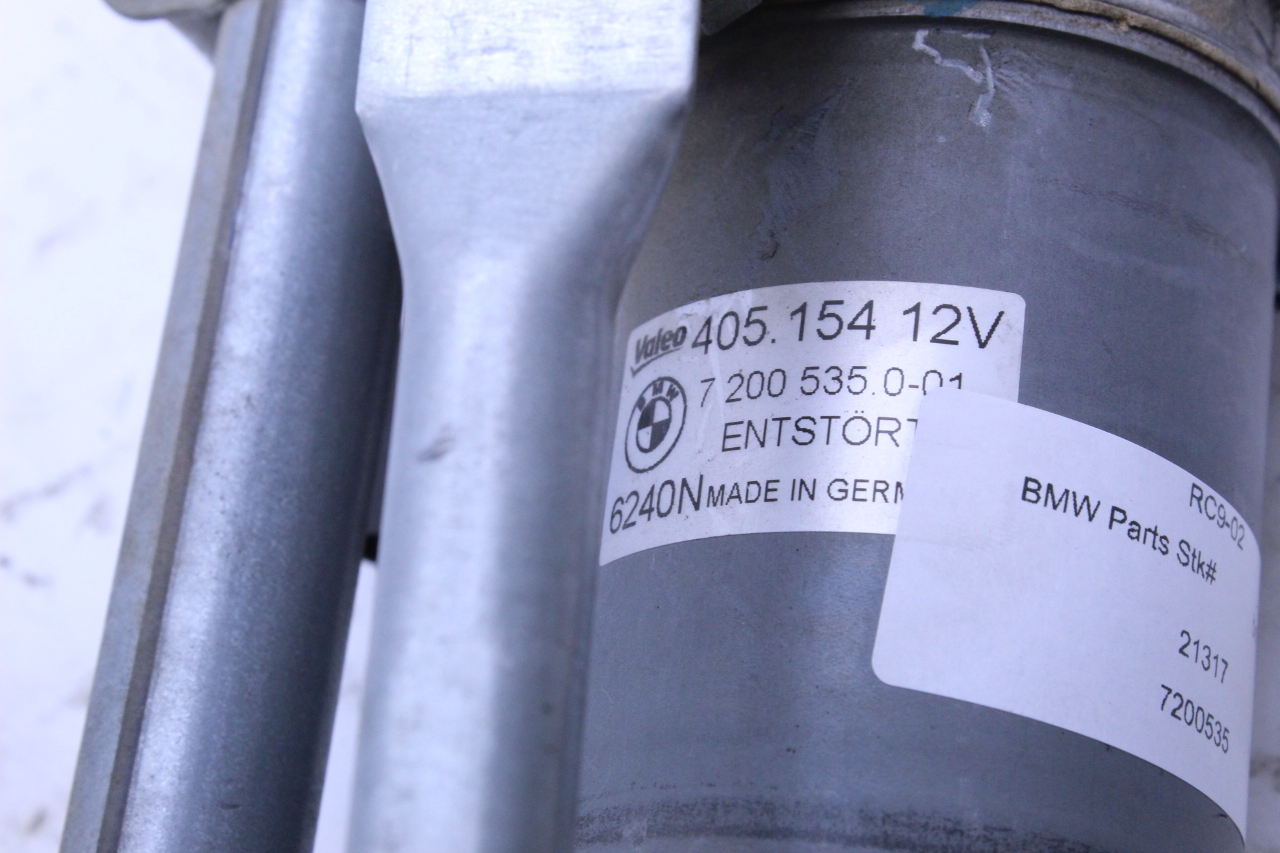 Valeo 405.154 12V
BMW 7 200 535.0-01
ENTSTÖRT
6240N MADE IN GERM
RC9-02
BMW Parts Stk#
21317
7200535